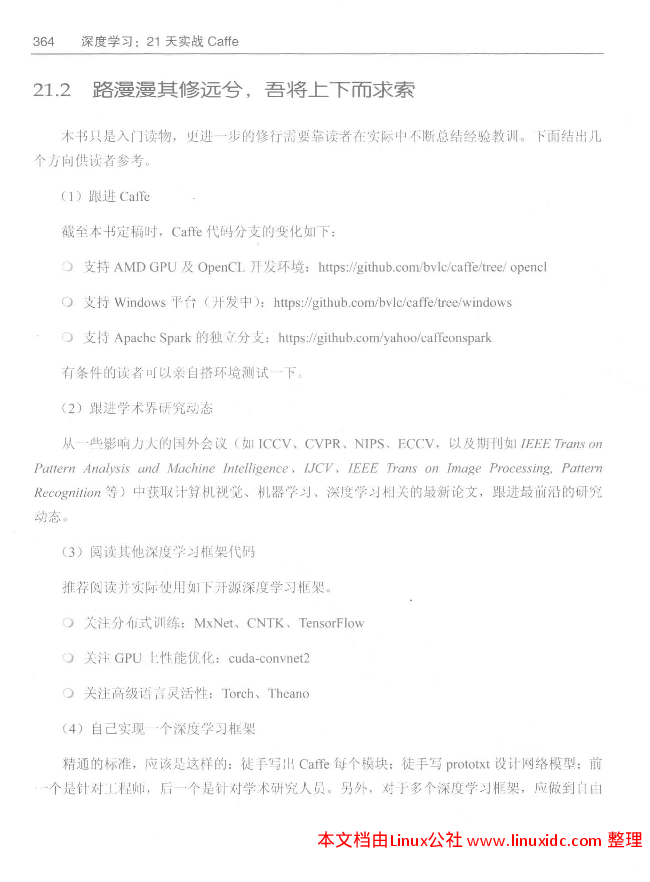 364 深度学习：21 天实战 Caffe
21.2 路漫漫其修远兮，吾将上下而求索
本书只是入门读物，更进一步的修行需要靠读者在实际中不断总结经验教训。下面结出几
个方向供读者参考。
（1）跟进 Caffe
截至本书定稿时，Caffe 代码分支的变化如下：
❍ 支持 AMD GPU 及 OpenCL 开发环境：https://github.com/bvlc/caffe/tree/ opencl
❍ 支持 Windows 平台（开发中）：https://github.com/bvlc/caffe/tree/windows
❍ 支持 Apache Spark 的独立分支：https://github.com/yahoo/caffeonspark
有条件的读者可以亲自搭环境测试一下。
（2）跟进学术界研究动态
从一些影响力大的国外会议（如 ICCV、CVPR、NIPS、ECCV，以及期刊如 IEEE Trans on
Pattern Analysis and Machine Intelligence、IJCV、IEEE Trans on Image Processing, Pattern
Recognition 等）中获取计算机视觉、机器学习、深度学习相关的最新论文，跟进最前沿的研究
动态。
（3）阅读其他深度学习框架代码
推荐阅读并实际使用如下开源深度学习框架。
❍ 关注分布式训练：MxNet、CNTK、TensorFlow
❍ 关注 GPU 上性能优化：cuda-convnet2
❍ 关注高级语言灵活性：Torch、Theano
（4）自己实现一个深度学习框架
精通的标准，应该是这样的：徒手写出 Caffe 每个模块；徒手写 prototxt 设计网络模型；前
一个是针对工程师，后一个是针对学术研究人员。另外，对于多个深度学习框架，应做到自由
本文档由Linux公社 www.linuxidc.com 整理